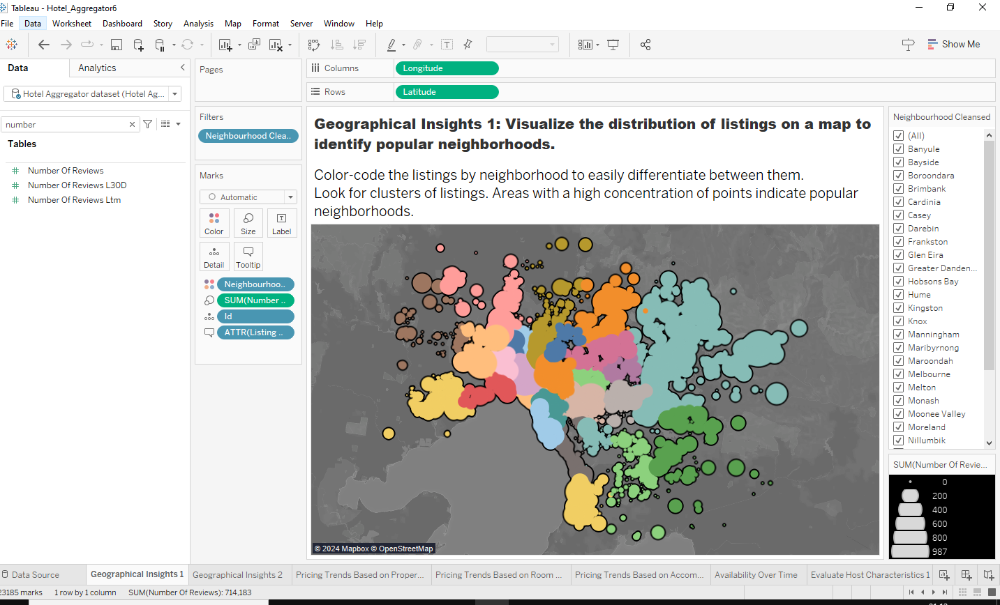 Tableau - Hotel_Aggregator6
File Data Worksheet Dashboard Story Analysis Map Format Server Window Help
Show Me
Data Analytics
Hotel Aggregator dataset (Hotel Ag...
number
Tables
Number Of Reviews
Number Of Reviews L30D
Number Of Reviews Ltm
Pages
Filters
Neighbourhood Clea..
Marks
Automatic
Color Size Label
Detail Tooltip
Neighbourhoo..
SUM(Number ..
Id
ATTR(Listing ..
Columns Longitude
Rows Latitude
Geographical Insights 1: Visualize the distribution of listings on a map to
identify popular neighborhoods.
Color-code the listings by neighborhood to easily differentiate between them.
Look for clusters of listings. Areas with a high concentration of points indicate popular
neighborhoods.
© 2024 Mapbox © OpenStreetMap
Neighbourhood Cleansed
(All)
Banyule
Bayside
Boroondara
Brimbank
Cardinia
Casey
Darebin
Frankston
Glen Eira
Greater Danden...
Hobsons Bay
Hume
Kingston
Knox
Manningham
Maribyrnong
Maroondah
Melbourne
Melton
Monash
Moonee Valley
Moreland
Nillumbik
SUM(Number Of Revie...
0
200
400
600
800
987
Data Source Geographical Insights 1 Geographical Insights 2 Pricing Trends Based on Proper... Pricing Trends Based on Room ... Pricing Trends Based on Accom... Availability Over Time Evaluate Host Characteristics 1
23185 marks 1 row by 1 column SUM(Number Of Reviews): 714,183